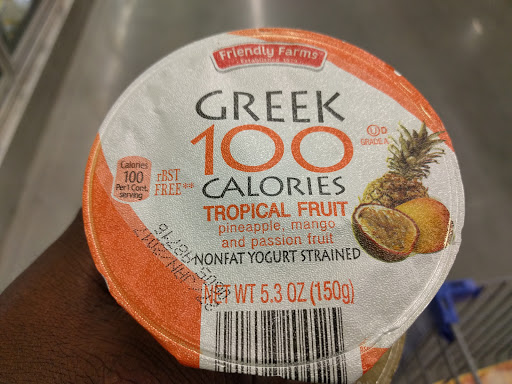 Friendly Farms
GREEK
100
CALORIES
TROPICAL FRUIT
pineapple, mango
and passion fruit
NONFAT YOGURT STRAINED
NET WT 5.3 OZ (150g)
Calories
100
Per 1 Cont.
serving
rBST
FREE**
U D
GRADE A